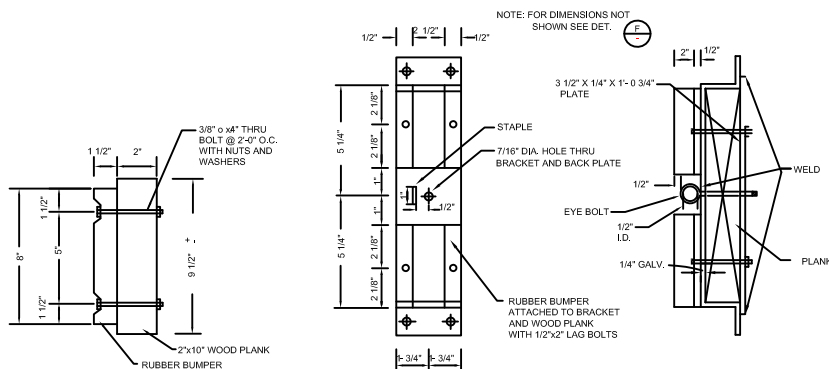 NOTE: FOR DIMENSIONS NOT
SHOWN SEE DET.
F
-
1 1/2"
2"
3/8" o x4" THRU
BOLT @ 2'-0" O.C.
WITH NUTS AND
WASHERS
8"
1 1/2"
5"
1 1/2"
9 1/2" ±
2"x10" WOOD PLANK
RUBBER BUMPER
1/2"
2 1/2"
1/2"
5 1/4"
5 1/4"
2 1/8"
2 1/8"
1"
1"
2 1/8"
2 1/8"
1"
1/2"
STAPLE
7/16" DIA. HOLE THRU
BRACKET AND BACK PLATE
RUBBER BUMPER
ATTACHED TO BRACKET
AND WOOD PLANK
WITH 1/2"x2" LAG BOLTS
1- 3/4"
1- 3/4"
2"
1/2"
3 1/2" X 1/4" X 1'- 0 3/4"
PLATE
WELD
1/2"
EYE BOLT
1/2"
I.D.
1/4" GALV.
PLANK